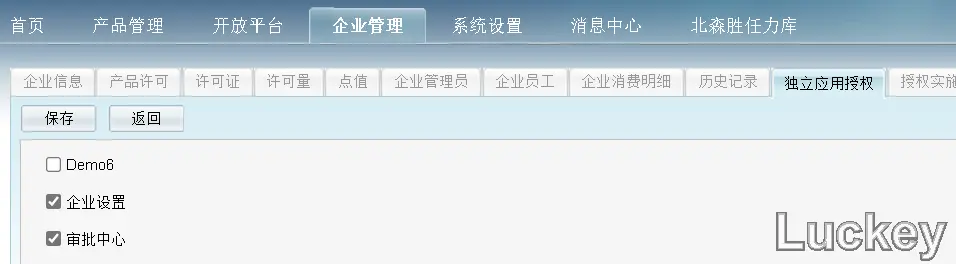 首页 产品管理 开放平台 企业管理 系统设置 消息中心 北森胜任力库
企业信息 产品许可 许可证 许可量 点值 企业管理员 企业员工 企业消费明细 历史记录 独立应用授权 授权实施
保存 返回
Demo6
企业设置
审批中心
Luckey